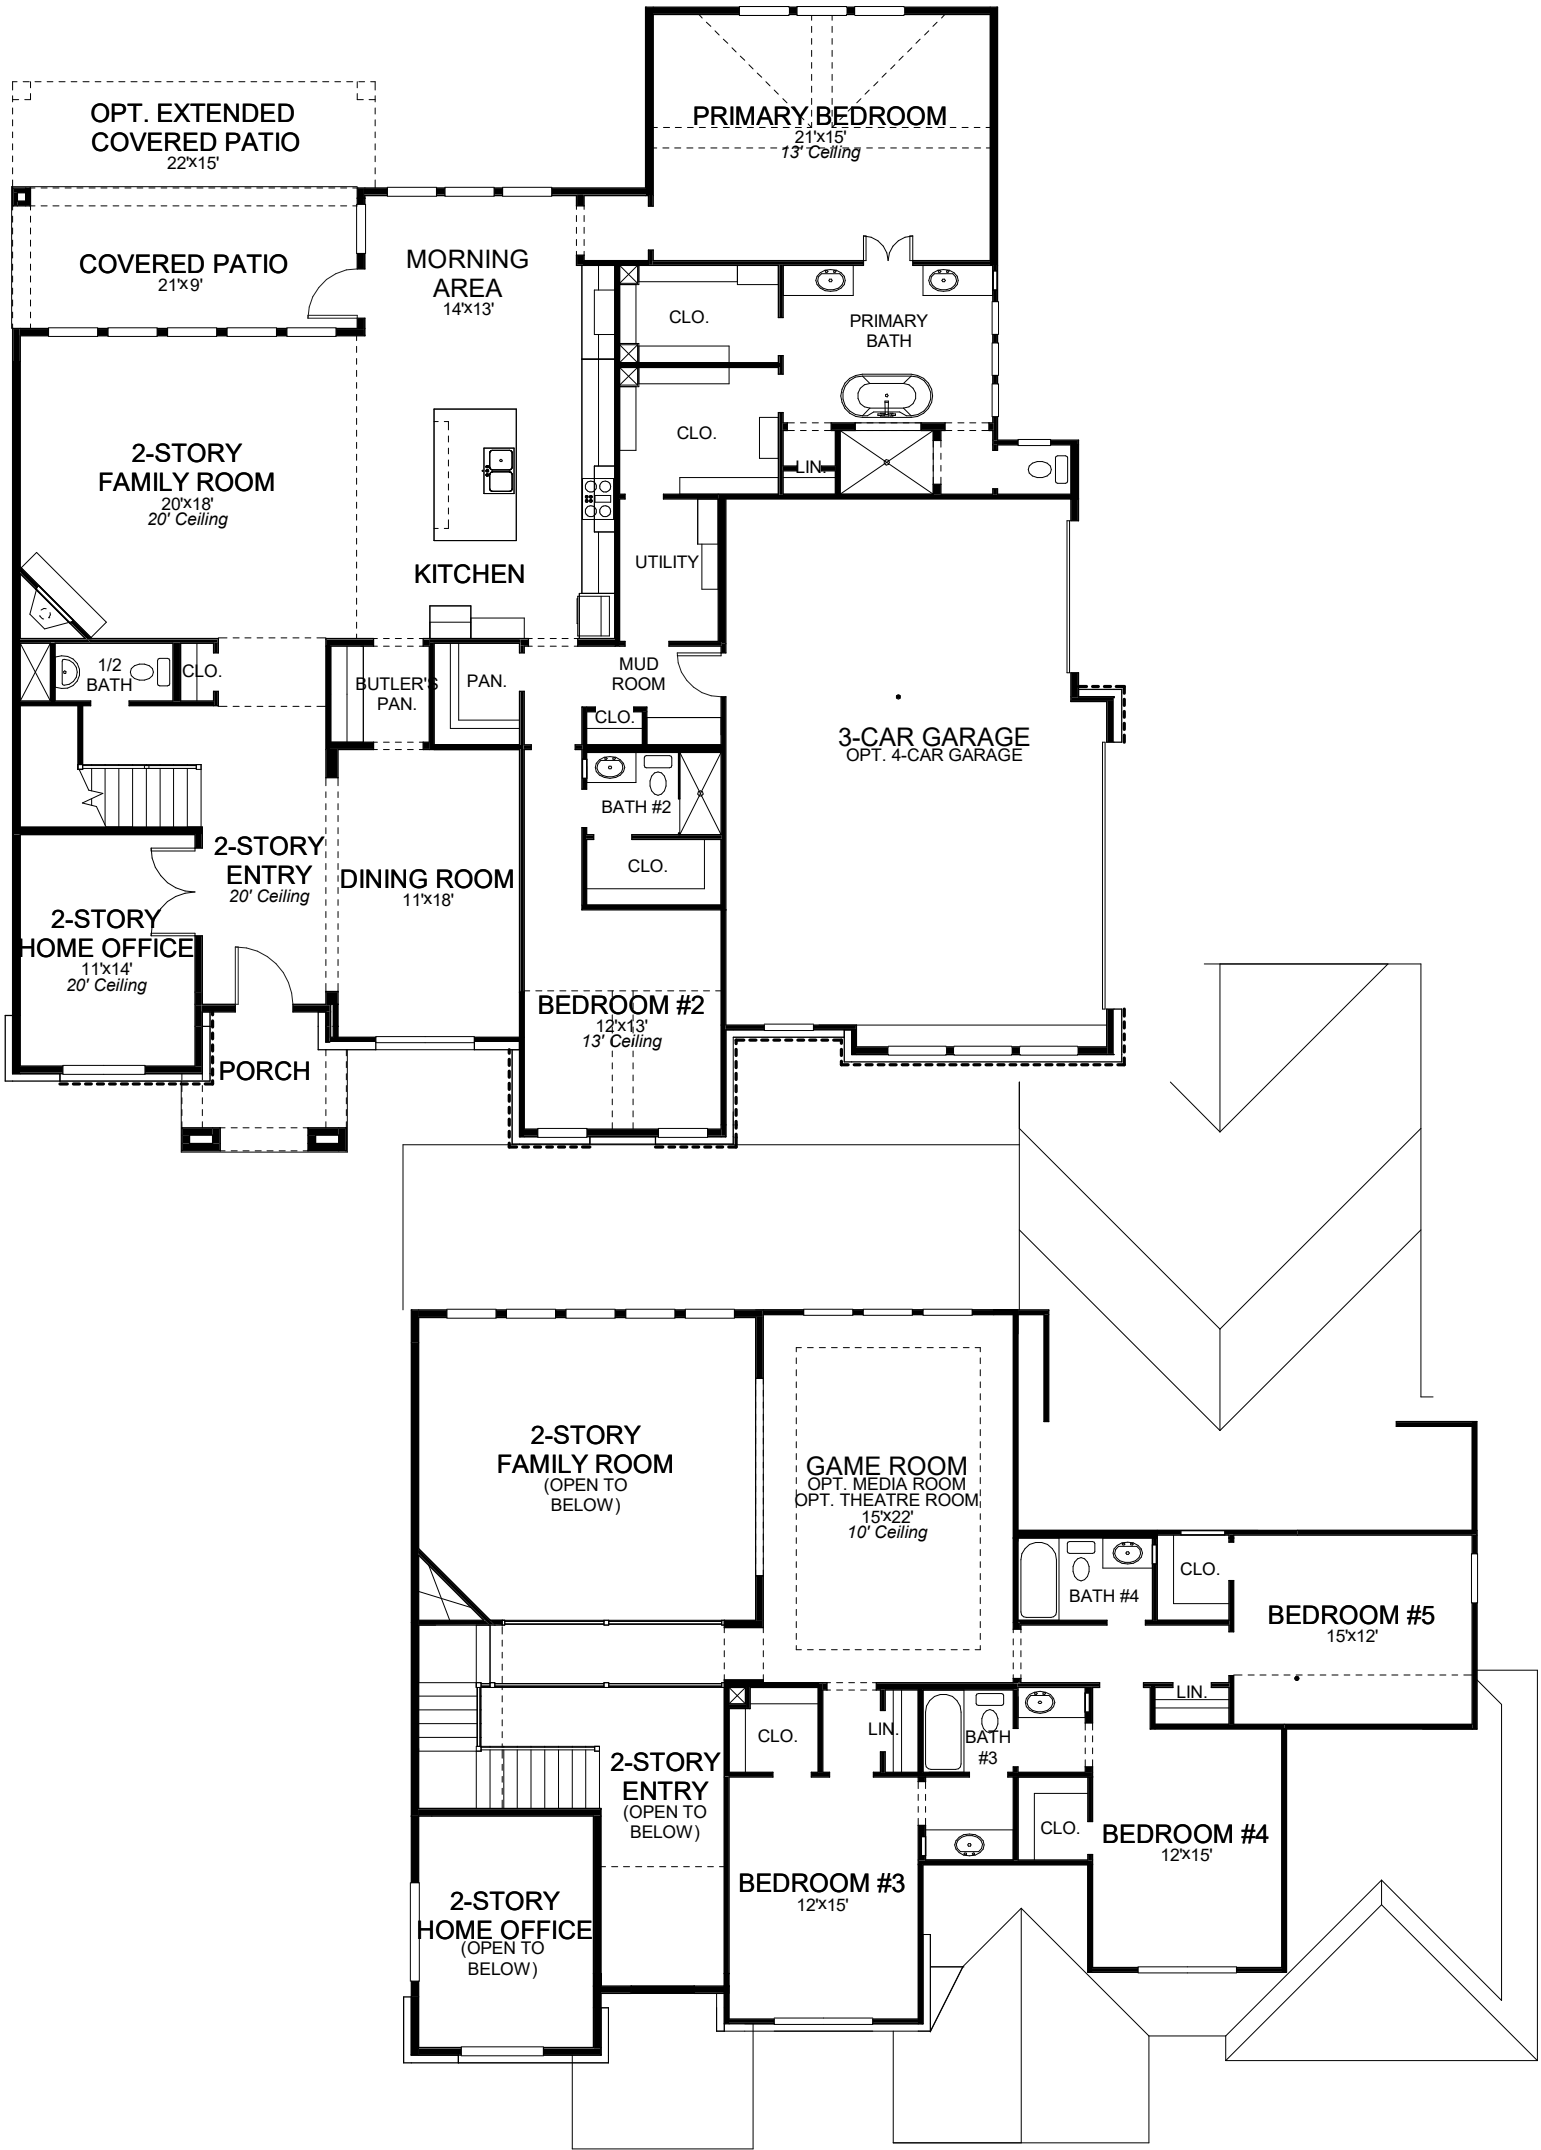 PRIMARY BEDROOM
21'x15'
13' Ceiling
OPT. EXTENDED
COVERED PATIO
22'x15'
COVERED PATIO
21'x9'
MORNING
AREA
14'x13'
CLO.
PRIMARY
BATH
CLO.
LIN.
2-STORY
FAMILY ROOM
20'x18'
20' Ceiling
KITCHEN
UTILITY
1/2
BATH
CLO.
BUTLER'S
PAN.
PAN.
MUD
ROOM
CLO.
3-CAR GARAGE
OPT. 4-CAR GARAGE
BATH #2
CLO.
2-STORY
ENTRY
20' Ceiling
DINING ROOM
11'x18'
2-STORY
HOME OFFICE
11'x14'
20' Ceiling
BEDROOM #2
12'x13'
13' Ceiling
PORCH
2-STORY
FAMILY ROOM
(OPEN TO
BELOW)
GAME ROOM
OPT. MEDIA ROOM
OPT. THEATRE ROOM
15'x22'
10' Ceiling
BATH #4
CLO.
BEDROOM #5
15'x12'
LIN.
CLO.
LIN.
BATH
#3
2-STORY
ENTRY
(OPEN TO
BELOW)
CLO.
BEDROOM #4
12'x15'
BEDROOM #3
12'x15'
2-STORY
HOME OFFICE
(OPEN TO
BELOW)